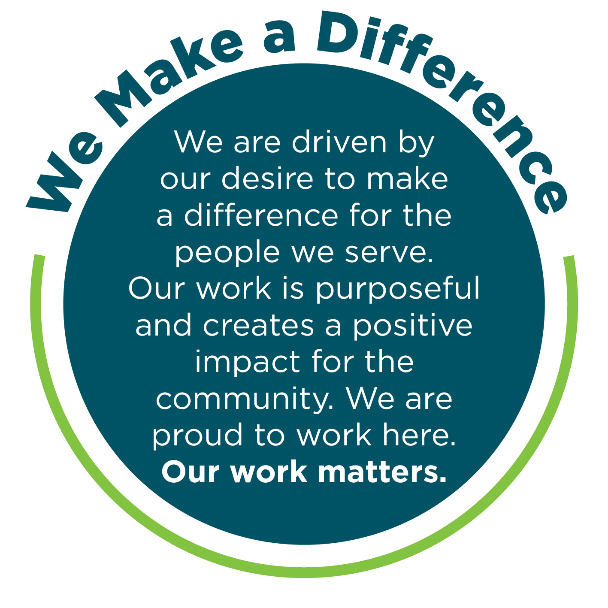 We Make a Difference
We are driven by
our desire to make
a difference for the
people we serve.
Our work is purposeful
and creates a positive
impact for the
community. We are
proud to work here.
Our work matters.